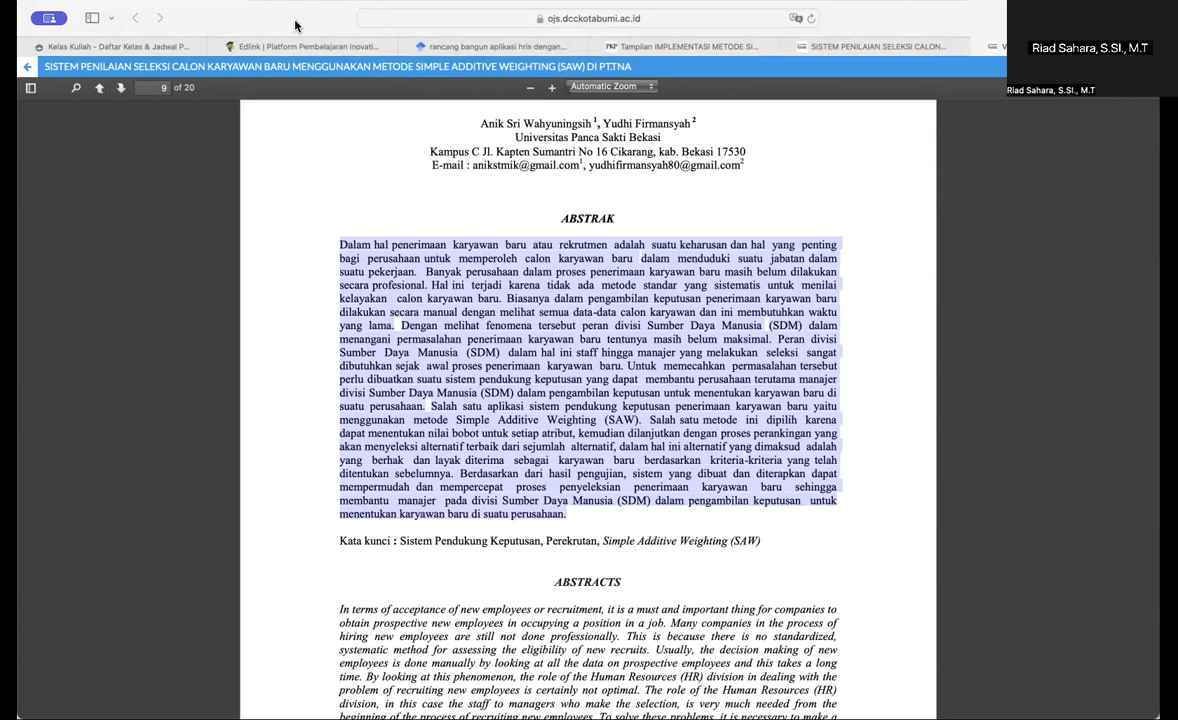 ojs.dcckotabumi.ac.id
Riad Sahara, S.SI., M.T
Kelas Kuliah - Daftar Kelas & Jadwal P...
Edlink | Platform Pembelajaran Inovati...
rancang bangun aplikasi hris dengan...
PKP Tampilan IMPLEMENTASI METODE SI...
SISTEM PENILAIAN SELEKSI CALON...
SISTEM PENILAIAN SELEKSI CALON KARYAWAN BARU MENGGUNAKAN METODE SIMPLE ADDITIVE WEIGHTING (SAW) DI PT.TNA
9 of 20
Automatic Zoom
Riad Sahara, S.SI., M.T
Anik Sri Wahyuningsih ¹, Yudhi Firmansyah ²
Universitas Panca Sakti Bekasi
Kampus C Jl. Kapten Sumantri No 16 Cikarang, kab. Bekasi 17530
E-mail : anikstmik@gmail.com¹, yudhifirmansyah80@gmail.com²
ABSTRAK
Dalam hal penerimaan karyawan baru atau rekrutmen adalah suatu keharusan dan hal yang penting
bagi perusahaan untuk memperoleh calon karyawan baru dalam menduduki suatu jabatan dalam
suatu pekerjaan. Banyak perusahaan dalam proses penerimaan karyawan baru masih belum dilakukan
secara profesional. Hal ini terjadi karena tidak ada metode standar yang sistematis untuk menilai
kelayakan calon karyawan baru. Biasanya dalam pengambilan keputusan penerimaan karyawan baru
dilakukan secara manual dengan melihat semua data-data calon karyawan dan ini membutuhkan waktu
yang lama. Dengan melihat fenomena tersebut peran divisi Sumber Daya Manusia (SDM) dalam
menangani permasalahan penerimaan karyawan baru tentunya masih belum maksimal. Peran divisi
Sumber Daya Manusia (SDM) dalam hal ini staff hingga manajer yang melakukan seleksi sangat
dibutuhkan sejak awal proses penerimaan karyawan baru. Untuk memecahkan permasalahan tersebut
perlu dibuatkan suatu sistem pendukung keputusan yang dapat membantu perusahaan terutama manajer
divisi Sumber Daya Manusia (SDM) dalam pengambilan keputusan untuk menentukan karyawan baru di
suatu perusahaan. Salah satu aplikasi sistem pendukung keputusan penerimaan karyawan baru yaitu
menggunakan metode Simple Additive Weighting (SAW). Salah satu metode ini dipilih karena
dapat menentukan nilai bobot untuk setiap atribut, kemudian dilanjutkan dengan proses perankingan yang
akan menyeleksi alternatif terbaik dari sejumlah alternatif, dalam hal ini alternatif yang dimaksud adalah
yang berhak dan layak diterima sebagai karyawan baru berdasarkan kriteria-kriteria yang telah
ditentukan sebelumnya. Berdasarkan dari hasil pengujian, sistem yang dibuat dan diterapkan dapat
mempermudah dan mempercepat proses penyeleksian penerimaan karyawan baru sehingga
membantu manajer pada divisi Sumber Daya Manusia (SDM) dalam pengambilan keputusan untuk
menentukan karyawan baru di suatu perusahaan.
Kata kunci : Sistem Pendukung Keputusan, Perekrutan, Simple Additive Weighting (SAW)
ABSTRACTS
In terms of acceptance of new employees or recruitment, it is a must and important thing for companies to
obtain prospective new employees in occupying a position in a job. Many companies in the process of
hiring new employees are still not done professionally. This is because there is no standardized,
systematic method for assessing the eligibility of new recruits. Usually, the decision making of new
employees is done manually by looking at all the data on prospective employees and this takes a long
time. By looking at this phenomenon, the role of the Human Resources (HR) division in dealing with the
problem of recruiting new employees is certainly not optimal. The role of the Human Resources (HR)
division, in this case the staff to managers who make the selection, is very much needed from the
beginning of the process of recruiting new employees. To solve these problems, it is necessary to make a